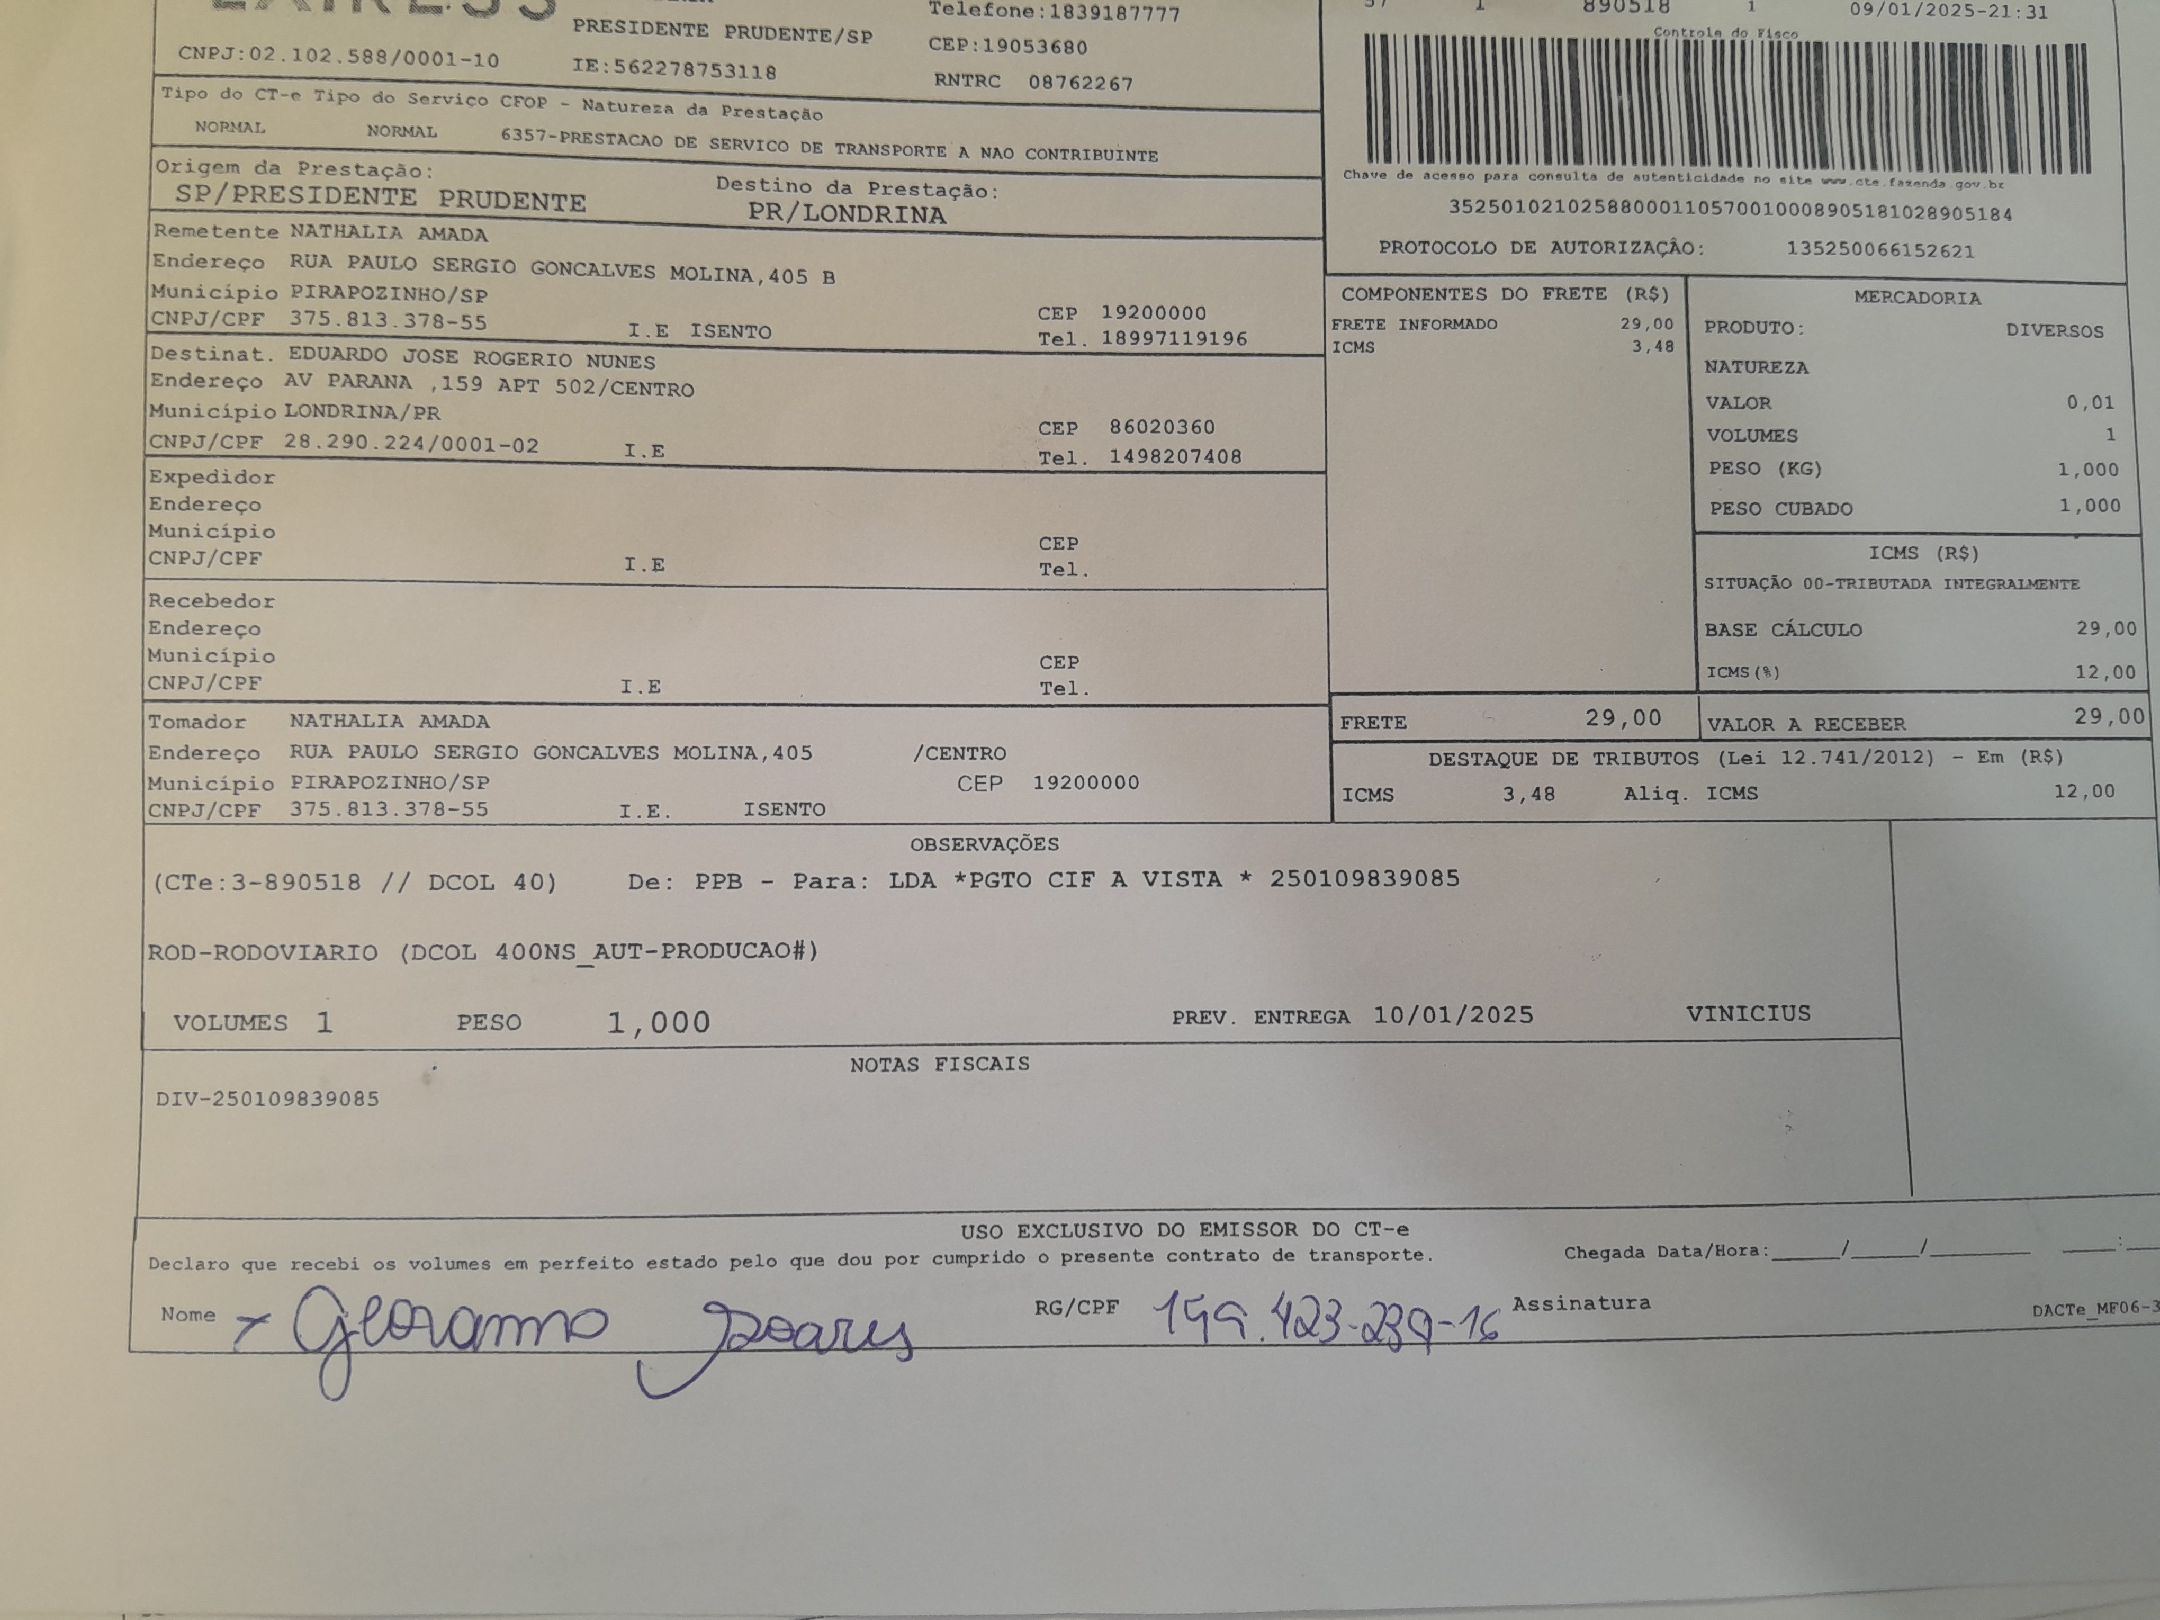 EXPRESS
PRESIDENTE PRUDENTE/SP
Telefone:1839187777
CNPJ:02.102.588/0001-10
IE:562278753118
CEP:19053680
RNTRC 08762267
57 1 890518 1 09/01/2025-21:31
Controle do Fisco
Chave de acesso para consulta de autenticidade no site www.cte.fazenda.gov.br
35250102102588000110570010008905181028905184
PROTOCOLO DE AUTORIZAÇÃO: 135250066152621
Tipo do CT-e Tipo do Serviço CFOP - Natureza da Prestação
NORMAL NORMAL 6357-PRESTACAO DE SERVICO DE TRANSPORTE A NAO CONTRIBUINTE
Origem da Prestação: Destino da Prestação:
SP/PRESIDENTE PRUDENTE PR/LONDRINA
Remetente NATHALIA AMADA
Endereço RUA PAULO SERGIO GONCALVES MOLINA,405 B
Município PIRAPOZINHO/SP CEP 19200000
CNPJ/CPF 375.813.378-55 I.E ISENTO Tel. 18997119196
Destinat. EDUARDO JOSE ROGERIO NUNES
Endereço AV PARANA ,159 APT 502/CENTRO
Município LONDRINA/PR CEP 86020360
CNPJ/CPF 28.290.224/0001-02 I.E Tel. 1498207408
Expedidor
Endereço
Município CEP
CNPJ/CPF I.E Tel.
Recebedor
Endereço
Município CEP
CNPJ/CPF I.E Tel.
Tomador NATHALIA AMADA
Endereço RUA PAULO SERGIO GONCALVES MOLINA,405 /CENTRO
Município PIRAPOZINHO/SP CEP 19200000
CNPJ/CPF 375.813.378-55 I.E. ISENTO
COMPONENTES DO FRETE (R$)
FRETE INFORMADO 29,00
ICMS 3,48
MERCADORIA
PRODUTO: DIVERSOS
NATUREZA
VALOR 0,01
VOLUMES 1
PESO (KG) 1,000
PESO CUBADO 1,000
ICMS (R$)
SITUAÇÃO 00-TRIBUTADA INTEGRALMENTE
BASE CÁLCULO 29,00
ICMS(%) 12,00
FRETE 29,00 VALOR A RECEBER 29,00
DESTAQUE DE TRIBUTOS (Lei 12.741/2012) - Em (R$)
ICMS 3,48 Aliq. ICMS 12,00
OBSERVAÇÕES
(CTe:3-890518 // DCOL 40) De: PPB - Para: LDA *PGTO CIF A VISTA * 250109839085
ROD-RODOVIARIO (DCOL 400NS_AUT-PRODUCAO#)
VOLUMES 1 PESO 1,000 PREV. ENTREGA 10/01/2025 VINICIUS
NOTAS FISCAIS
DIV-250109839085
USO EXCLUSIVO DO EMISSOR DO CT-e
Declaro que recebi os volumes em perfeito estado pelo que dou por cumprido o presente contrato de transporte. Chegada Data/Hora:____/____/______ ___:__
Nome Soares RG/CPF 199.423-239-16 Assinatura
DACTe_MF06-3